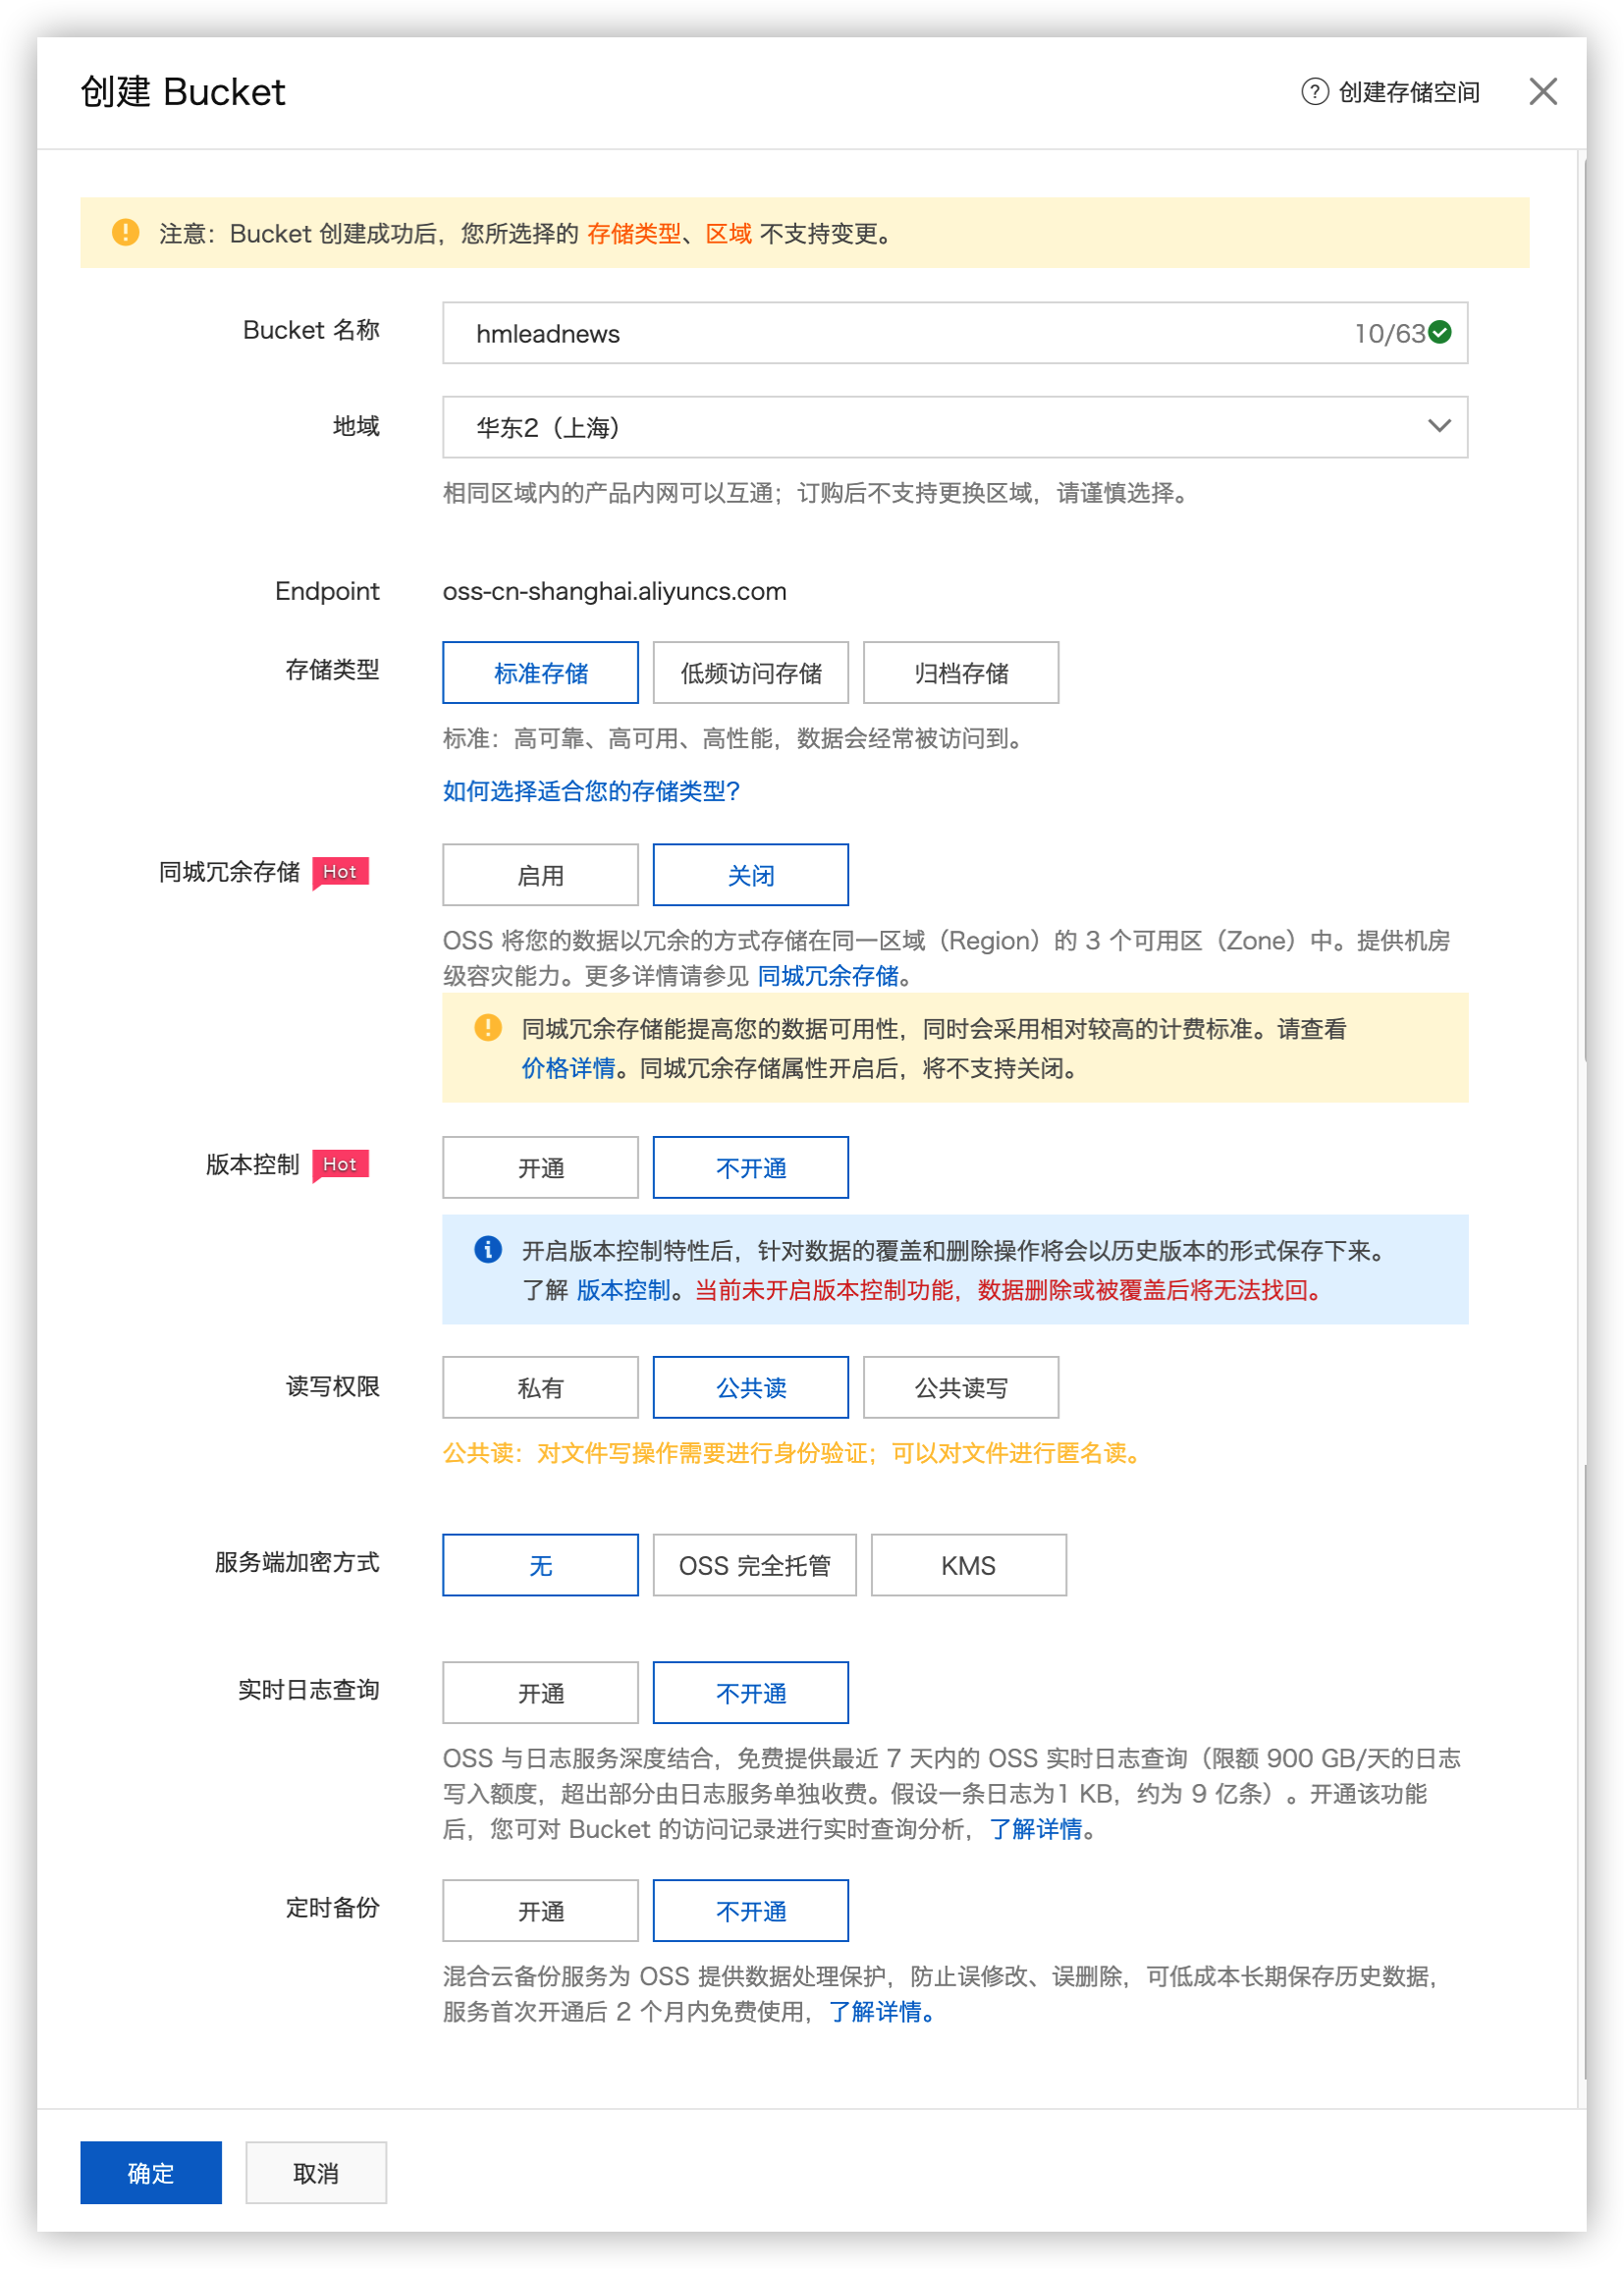 创建 Bucket
? 创建存储空间
注意：Bucket 创建成功后，您所选择的 存储类型、区域 不支持变更。
Bucket 名称
hmleadnews
10/63
地域
华东2（上海）
相同区域内的产品内网可以互通；订购后不支持更换区域，请谨慎选择。
Endpoint
oss-cn-shanghai.aliyuncs.com
存储类型
标准存储
低频访问存储
归档存储
标准：高可靠、高可用、高性能，数据会经常被访问到。
如何选择适合您的存储类型？
同城冗余存储
Hot
启用
关闭
OSS 将您的数据以冗余的方式存储在同一区域（Region）的 3 个可用区（Zone）中。提供机房
级容灾能力。更多详情请参见 同城冗余存储。
同城冗余存储能提高您的数据可用性，同时会采用相对较高的计费标准。请查看
价格详情。同城冗余存储属性开启后，将不支持关闭。
版本控制
Hot
开通
不开通
开启版本控制特性后，针对数据的覆盖和删除操作将会以历史版本的形式保存下来。
了解 版本控制。当前未开启版本控制功能，数据删除或被覆盖后将无法找回。
读写权限
私有
公共读
公共读写
公共读：对文件写操作需要进行身份验证；可以对文件进行匿名读。
服务端加密方式
无
OSS 完全托管
KMS
实时日志查询
开通
不开通
OSS 与日志服务深度结合，免费提供最近 7 天内的 OSS 实时日志查询（限额 900 GB/天的日志
写入额度，超出部分由日志服务单独收费。假设一条日志为1 KB，约为 9 亿条）。开通该功能
后，您可对 Bucket 的访问记录进行实时查询分析，了解详情。
定时备份
开通
不开通
混合云备份服务为 OSS 提供数据处理保护，防止误修改、误删除，可低成本长期保存历史数据，
服务首次开通后 2 个月内免费使用，了解详情。
确定
取消